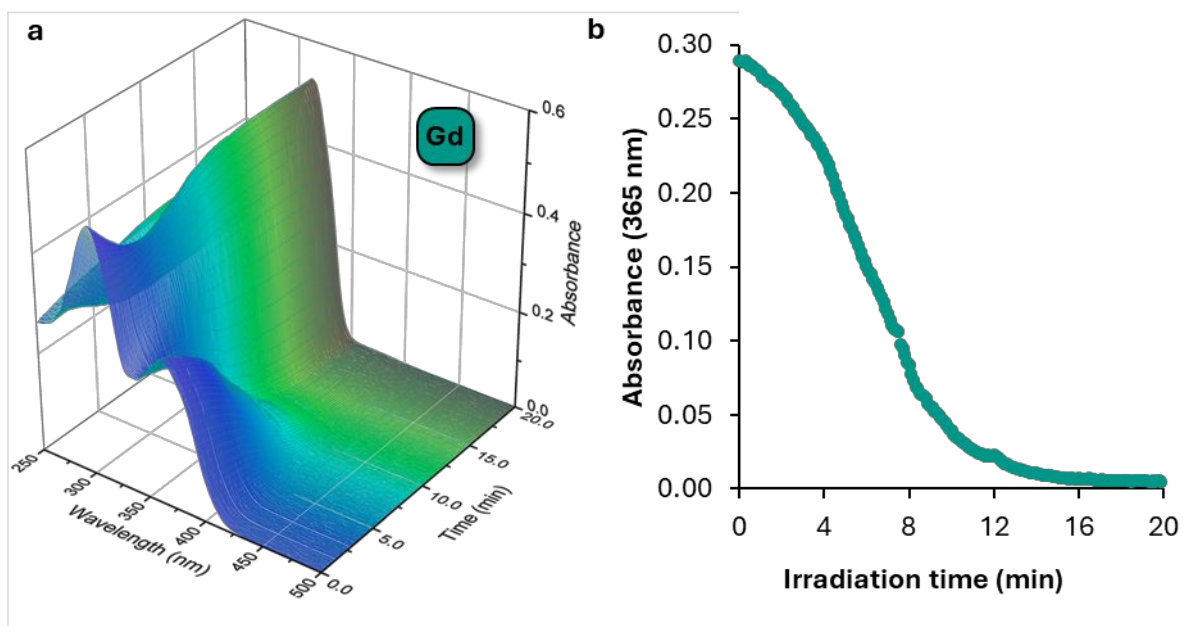 a
Gd
0.6
0.4
0.2
0.0
Absorbance
250
300
350
400
450
500
Wavelength (nm)
0.0
5.0
10.0
15.0
20.0
Time (min)
b
0.30
0.25
0.20
0.15
0.10
0.05
0.00
Absorbance (365 nm)
0 4 8 12 16 20
Irradiation time (min)